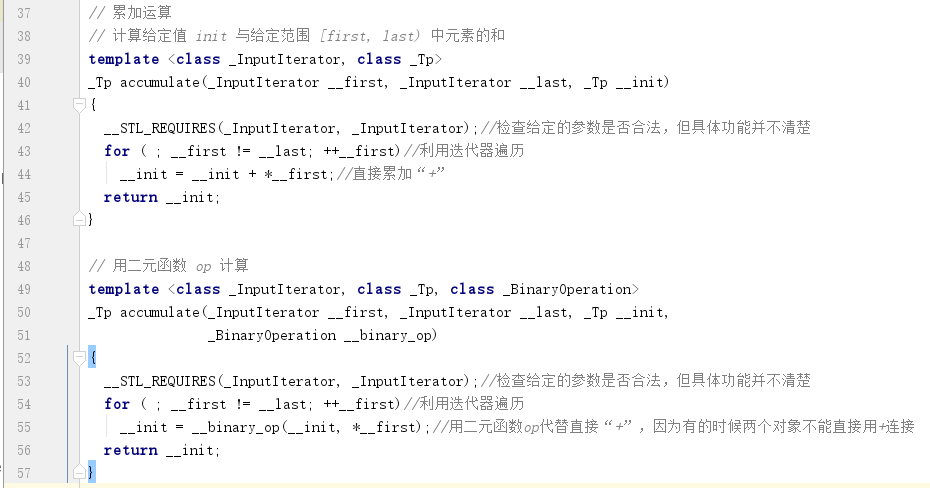 37 // 累加运算
38 // 计算给定值 init 与给定范围 [first, last) 中元素的和
39 template <class _InputIterator, class _Tp>
40 _Tp accumulate(_InputIterator __first, _InputIterator __last, _Tp __init)
41 {
42 __STL_REQUIRES(_InputIterator, _InputIterator);//检查给定的参数是否合法，但具体功能并不清楚
43 for ( ; __first != __last; ++__first)//利用迭代器遍历
44 __init = __init + *__first;//直接累加“+”
45 return __init;
46 }
47
48 // 用二元函数 op 计算
49 template <class _InputIterator, class _Tp, class _BinaryOperation>
50 _Tp accumulate(_InputIterator __first, _InputIterator __last, _Tp __init,
51 _BinaryOperation __binary_op)
52 {
53 __STL_REQUIRES(_InputIterator, _InputIterator);//检查给定的参数是否合法，但具体功能并不清楚
54 for ( ; __first != __last; ++__first)//利用迭代器遍历
55 __init = __binary_op(__init, *__first);//用二元函数op代替直接“+”，因为有的时候两个对象不能直接用+连接
56 return __init;
57 }